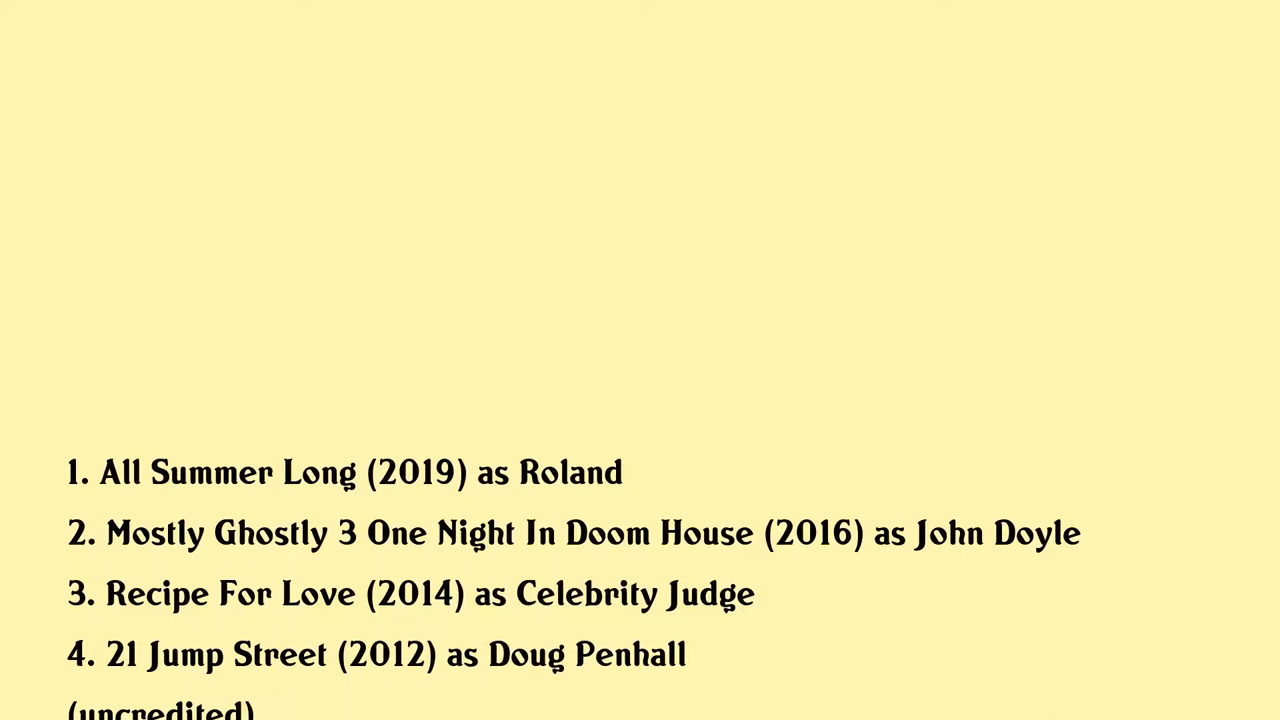 1. All Summer Long (2019) as Roland
2. Mostly Ghostly 3 One Night In Doom House (2016) as John Doyle
3. Recipe For Love (2014) as Celebrity Judge
4. 21 Jump Street (2012) as Doug Penhall
(uncredited)